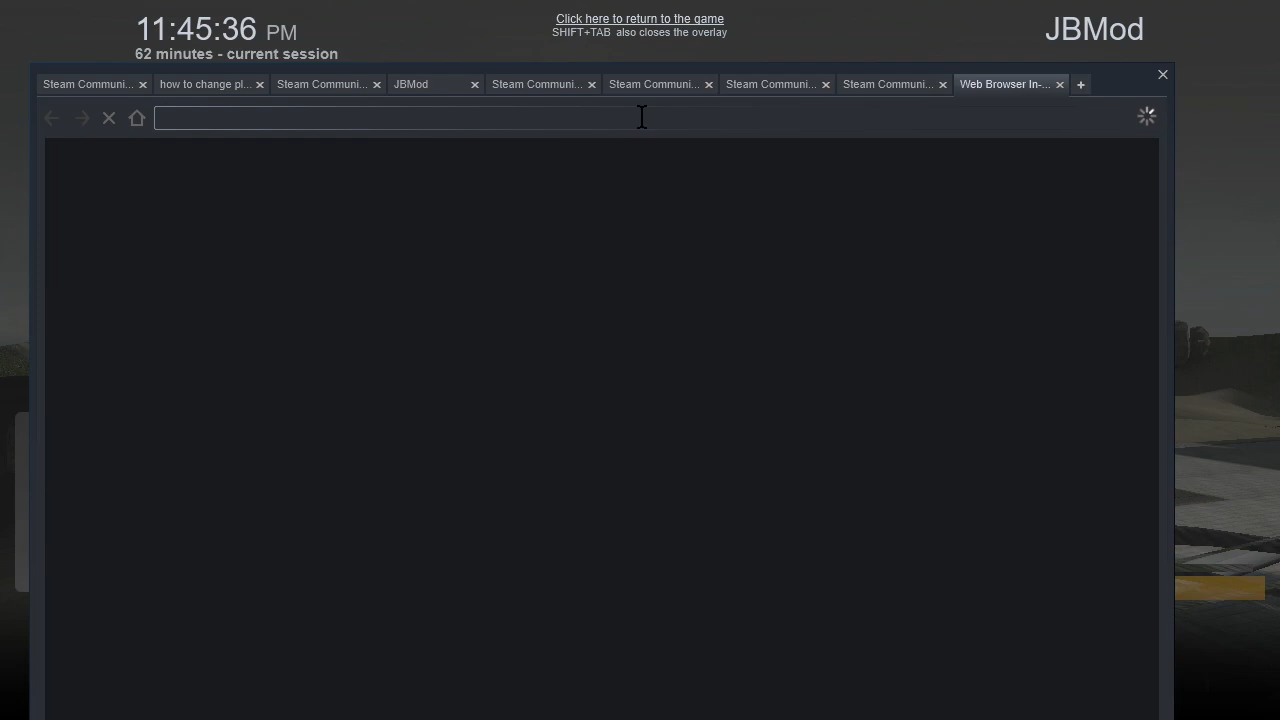 11:45:36 PM
62 minutes - current session
Click here to return to the game
SHIFT+TAB also closes the overlay
JBMod
Steam Communi...
how to change pl...
Steam Communi...
JBMod
Steam Communi...
Steam Communi...
Steam Communi...
Steam Communi...
Web Browser In-...